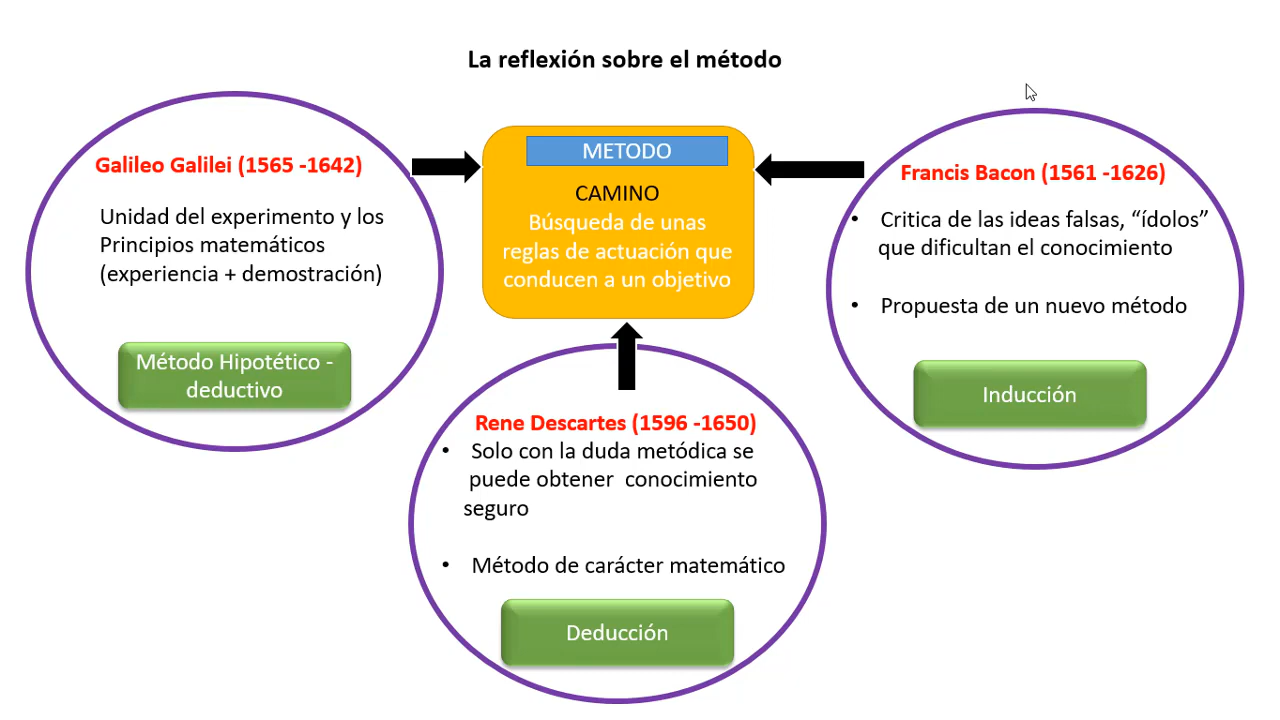 La reflexión sobre el método
Galileo Galilei (1565 -1642)
Unidad del experimento y los
Principios matemáticos
(experiencia + demostración)
Método Hipotético -
deductivo
METODO
CAMINO
Búsqueda de unas
reglas de actuación que
conducen a un objetivo
Francis Bacon (1561 -1626)
• Critica de las ideas falsas, “ídolos”
que dificultan el conocimiento
• Propuesta de un nuevo método
Inducción
Rene Descartes (1596 -1650)
• Solo con la duda metódica se
puede obtener conocimiento
seguro
• Método de carácter matemático
Deducción